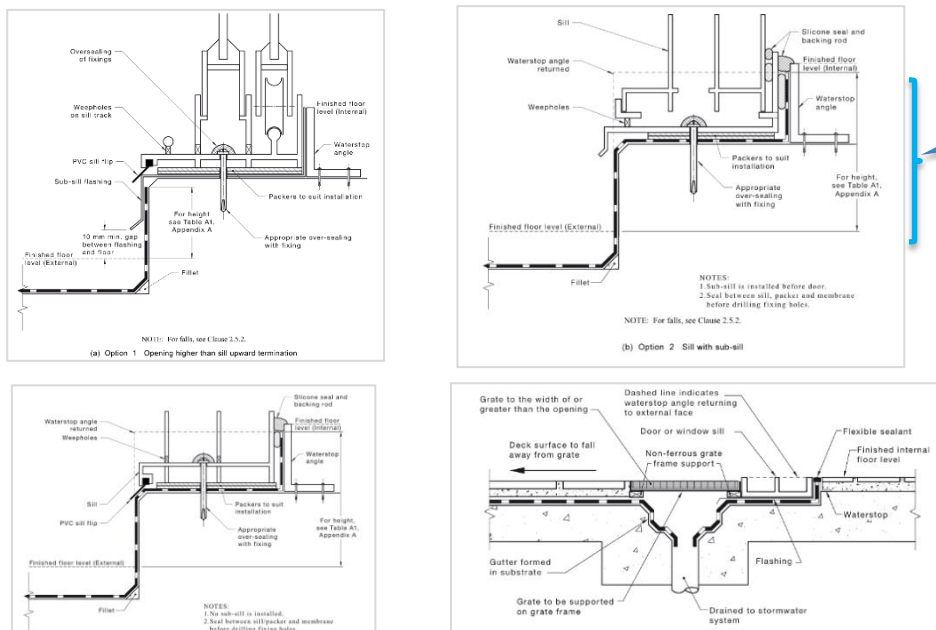 Oversealing
of fixings
Weepholes
on sill track
PVC sill flip
Sub-sill flashing
10 mm min. gap
between flashing
and floor
Finished floor
level (External)
Finished floor
level (Internal)
Waterstop
angle
Packers to suit installation
For height
see Table A1,
Appendix A
Appropriate over-sealing
with fixing
Fillet
NOTE: For falls, see Clause 2.5.2.
(a) Option 1 Opening higher than sill upward termination
Sill
Silicone seal and
backing rod
Waterstop angle
returned
Finished floor
level (Internal)
Weepholes
Waterstop
angle
Packers to suit
installation
Appropriate
over-sealing
with fixing
For height,
see Table A1,
Appendix A
Finished floor level (External)
Fillet
NOTES:
1. Sub-sill is installed before door.
2. Seal between sill, packer and membrane
before drilling fixing holes.
NOTE: For falls, see Clause 2.5.2.
(b) Option 2 Sill with sub-sill
Silicone seal and
backing rod
Waterstop angle
returned
Weepholes
Finished floor
level (Internal)
Waterstop
angle
Sill
PVC sill flip
Packers to suit
installation
Appropriate
over-sealing
with fixing
For height,
see Table A1,
Appendix A
Finished floor level (External)
Fillet
NOTES:
1. No sub-sill is installed.
2. Seal between sill/packer and membrane
before drilling fixing holes.
Grate to the width of or
greater than the opening
Dashed line indicates
waterstop angle returning
to external face
Door or window sill
Flexible sealant
Deck surface to fall
away from grate
Non-ferrous grate
frame support
Finished internal
floor level
Waterstop
Gutter formed
in substrate
Flashing
Grate to be supported
on grate frame
Drained to stormwater
system